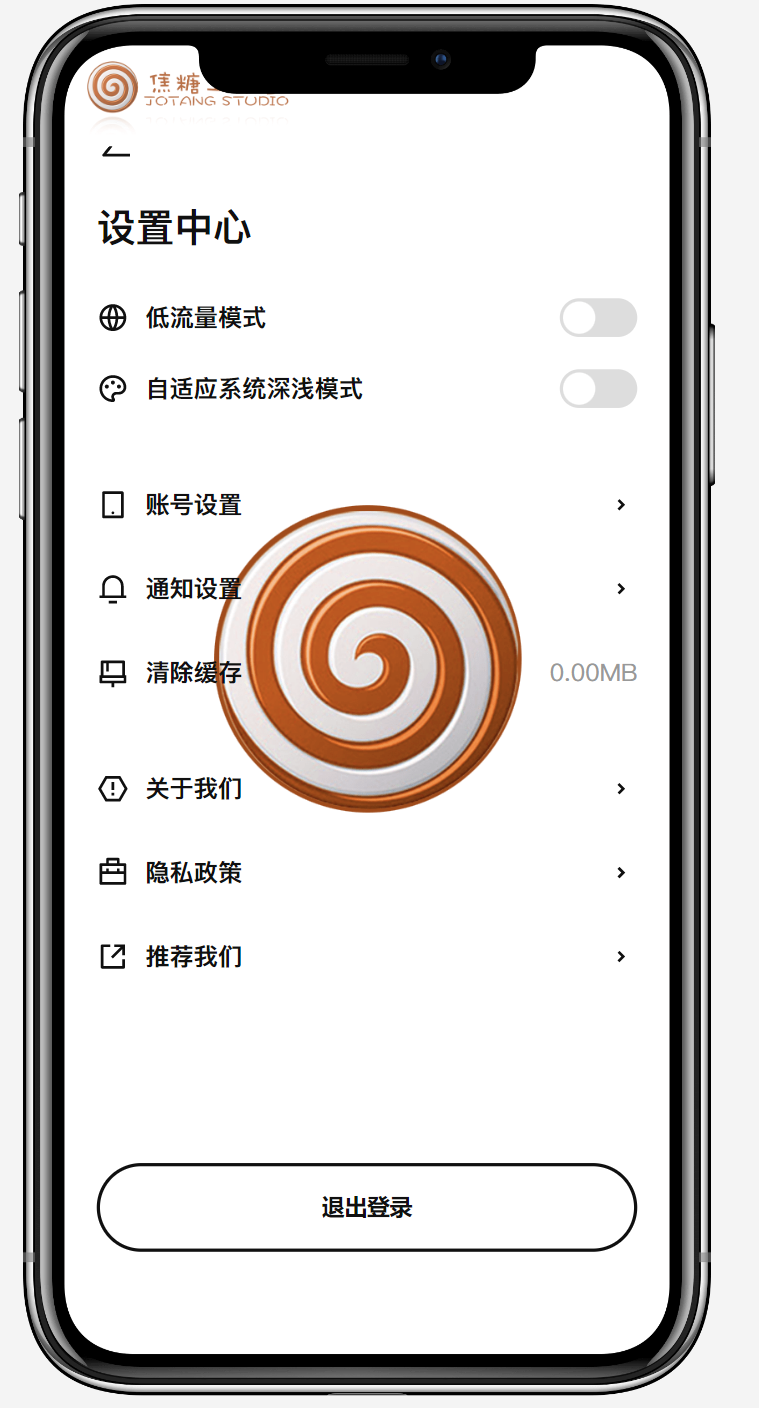 焦糖
JOTANG STUDIO
设置中心
低流量模式
自适应系统深浅模式
账号设置
通知设置
清除缓存 0.00MB
关于我们
隐私政策
推荐我们
退出登录